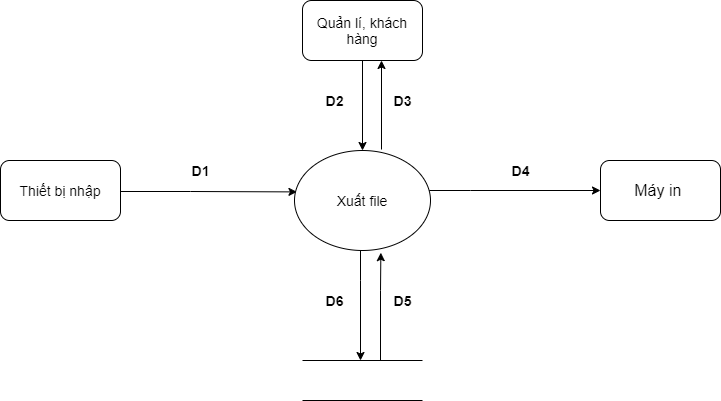 Quản lí, khách
hàng
D2
D3
Thiết bị nhập
D1
Xuất file
D4
Máy in
D6
D5